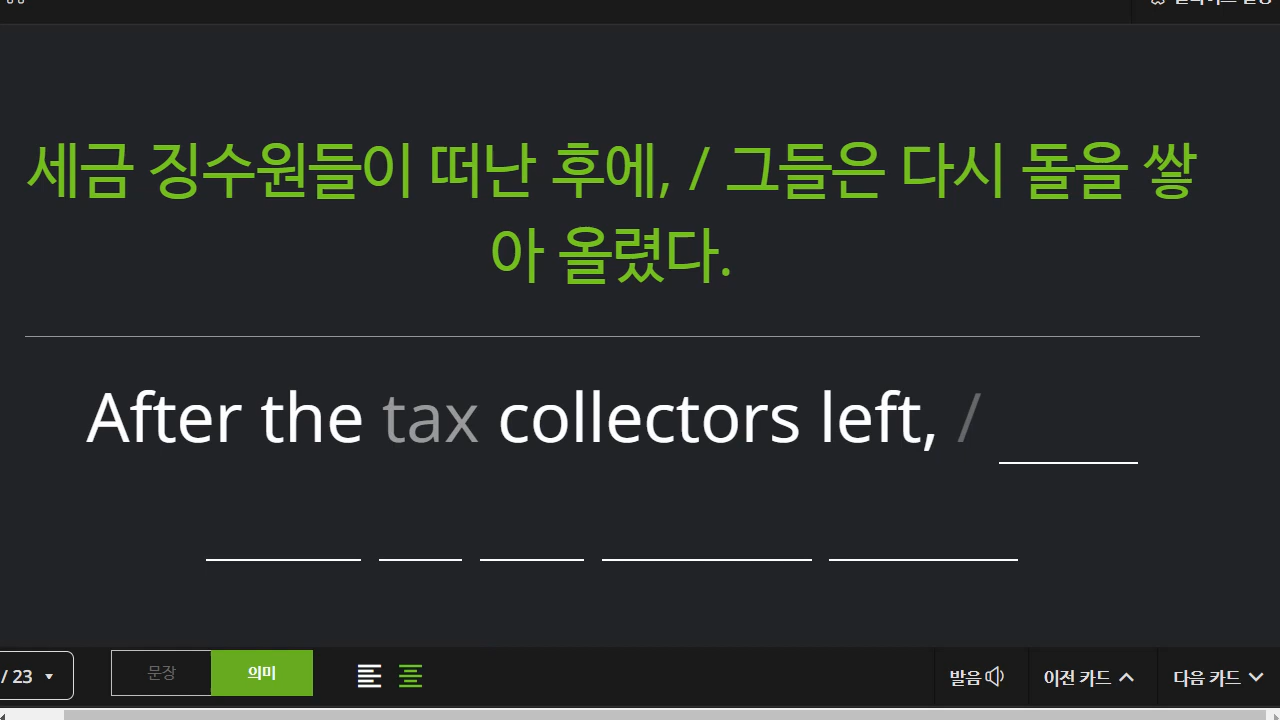 세금 징수원들이 떠난 후에, / 그들은 다시 돌을 쌓
아 올렸다.
After the tax collectors left, /
/ 23
문장
의미
발음
이전 카드
다음 카드